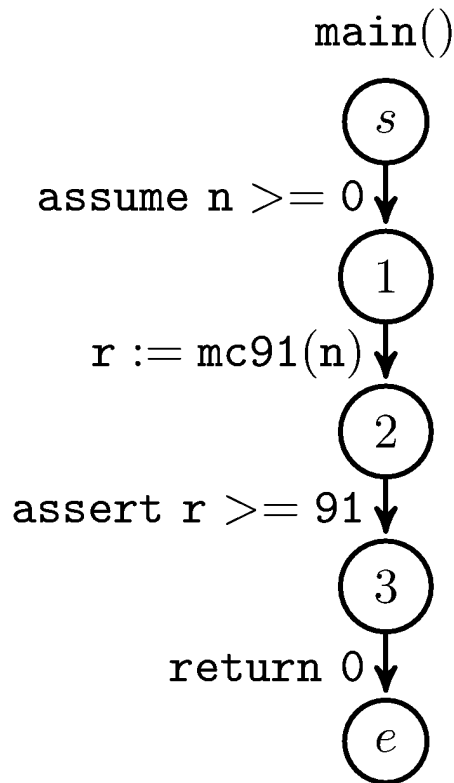 main()
s
assume n >= 0
1
r := mc91(n)
2
assert r >= 91
3
return 0
e